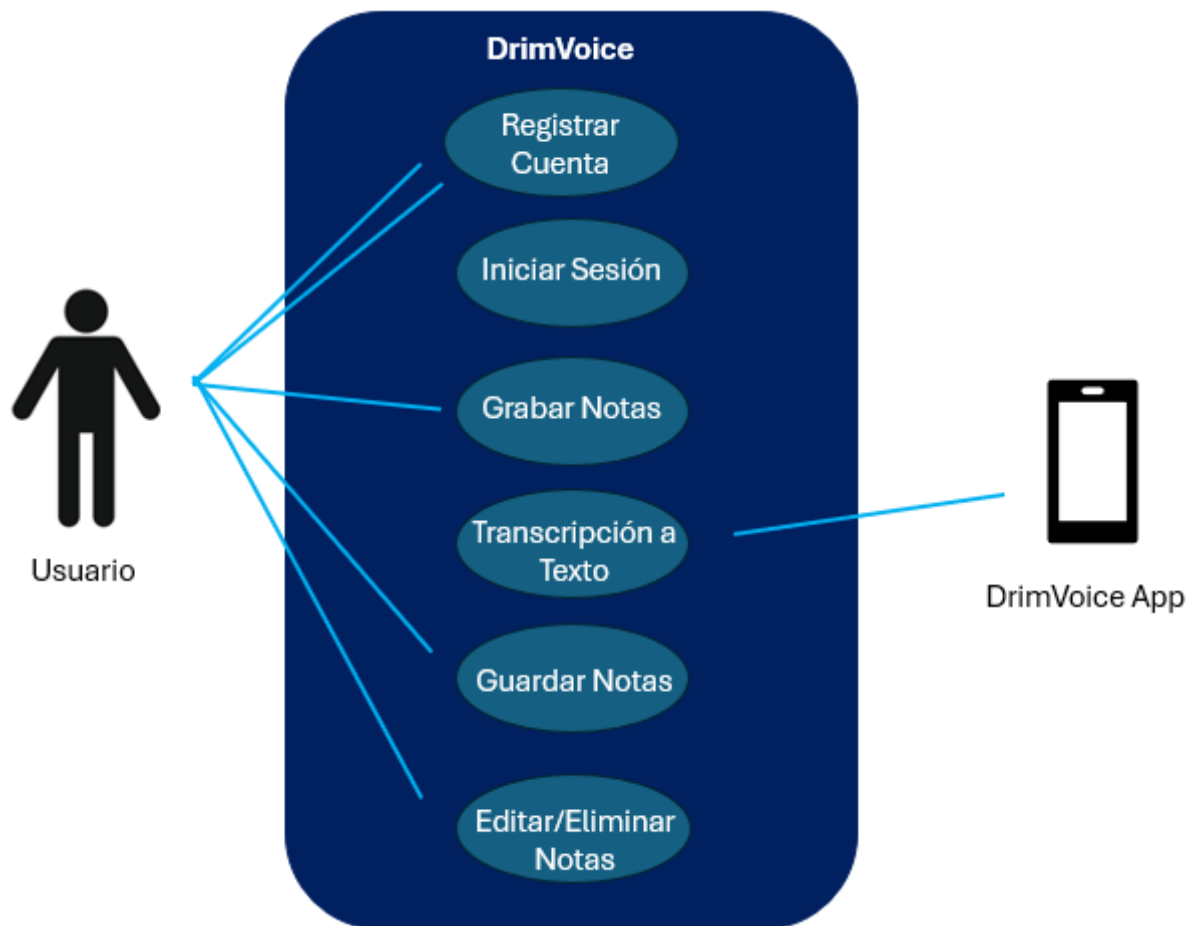 DrimVoice
Registrar
Cuenta
Iniciar Sesión
Grabar Notas
Transcripción a
Texto
Guardar Notas
Editar/Eliminar
Notas
Usuario
DrimVoice App